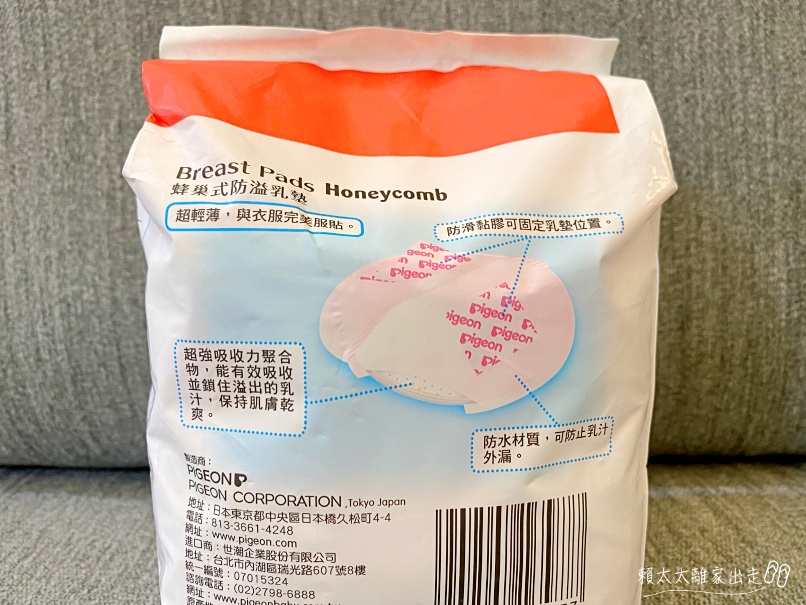 Breast Pads Honeycomb
蜂巢式防溢乳墊
超輕薄，與衣服完美服貼。
防滑黏膠可固定乳墊位置。
Pigeon
Pigeon
Pigeon
Pigeon
Pigeon
Pigeon
超強吸收力聚合
物，能有效吸收
並鎖住溢出的乳
汁，保持肌膚乾
爽。
防水材質，可防止乳汁
外漏。
製造商：
PIGEON
PIGEON CORPORATION ,Tokyo Japan
地址：日本東京都中央區日本橋久松町4-4
電話：813-3661-4248
網址：www.pigeon.com
進口商：世潮企業股份有限公司
地址：台北市內湖區瑞光路607號8樓
統一編號：07015324
諮詢電話：(02)2798-6888
網址：www.pigeonbaby.com.tw
賴太太離家出走